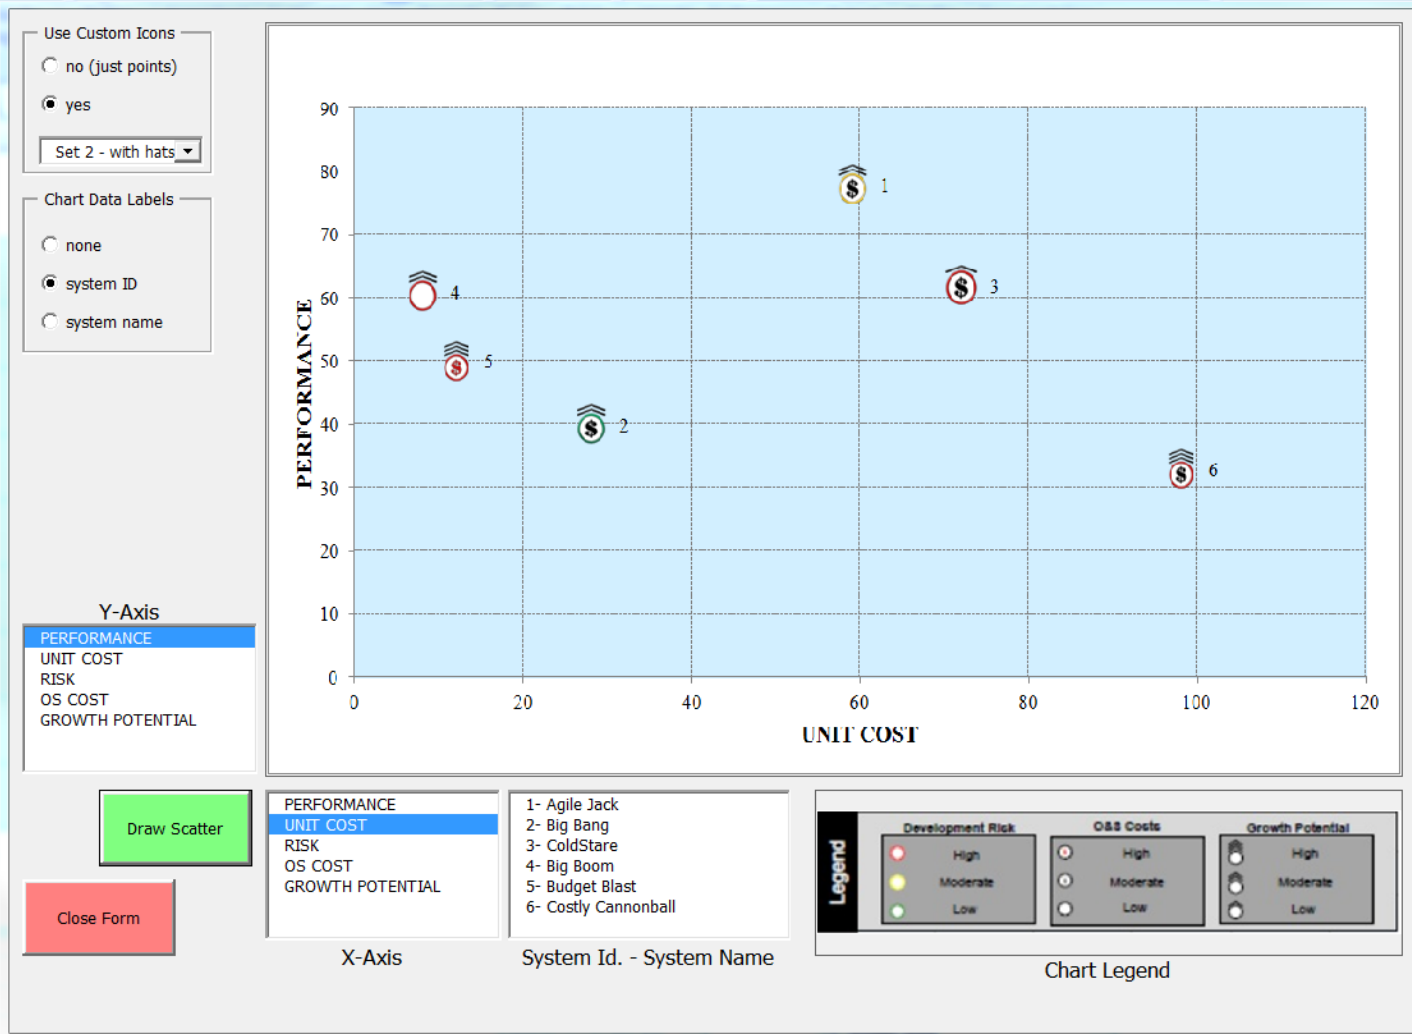 Use Custom Icons
no (just points)
yes
Set 2 - with hats
Chart Data Labels
none
system ID
system name
90
80
70
60
50
40
30
20
10
0
PERFORMANCE
1
$
3
$
4
5
$
2
$
6
$
0
20
40
60
80
100
120
UNIT COST
Y-Axis
PERFORMANCE
UNIT COST
RISK
OS COST
GROWTH POTENTIAL
Draw Scatter
Close Form
PERFORMANCE
UNIT COST
RISK
OS COST
GROWTH POTENTIAL
X-Axis
1- Agile Jack
2- Big Bang
3- ColdStare
4- Big Boom
5- Budget Blast
6- Costly Cannonball
System Id. - System Name
Legend
Development Risk
High
Moderate
Low
O&S Costs
High
Moderate
Low
Growth Potential
High
Moderate
Low
Chart Legend